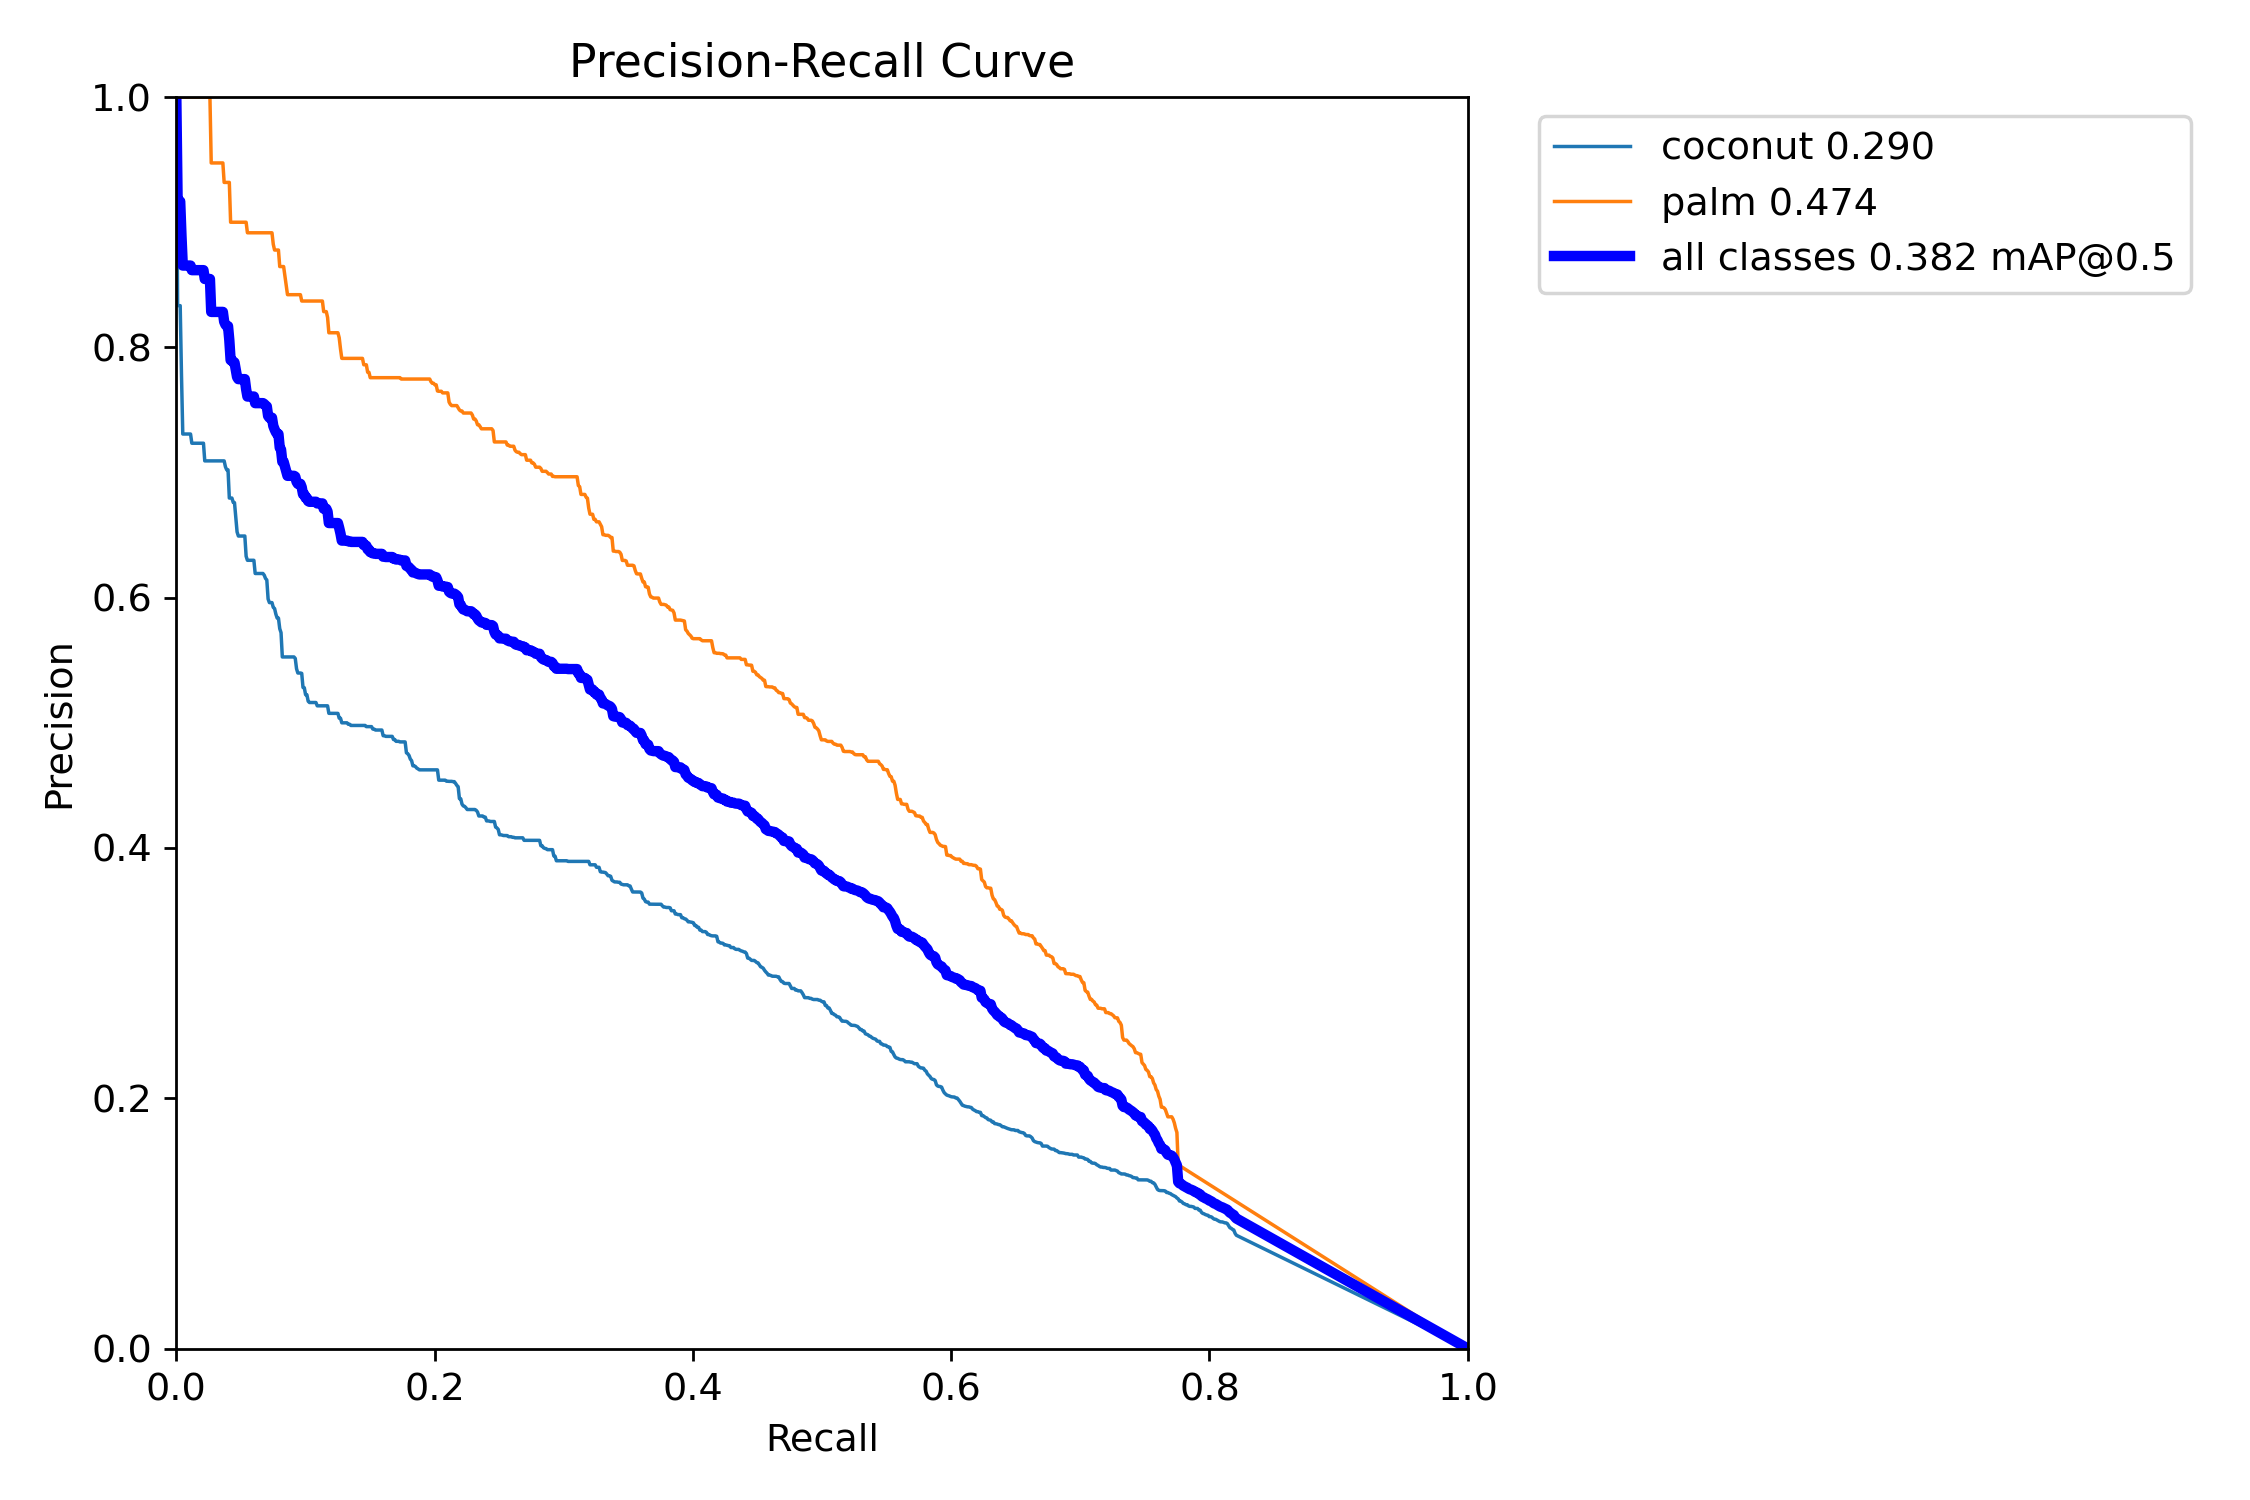 Precision-Recall Curve
1.0
0.8
0.6
0.4
0.2
0.0
Precision
0.0 0.2 0.4 0.6 0.8 1.0
Recall
coconut 0.290
palm 0.474
all classes 0.382 mAP@0.5